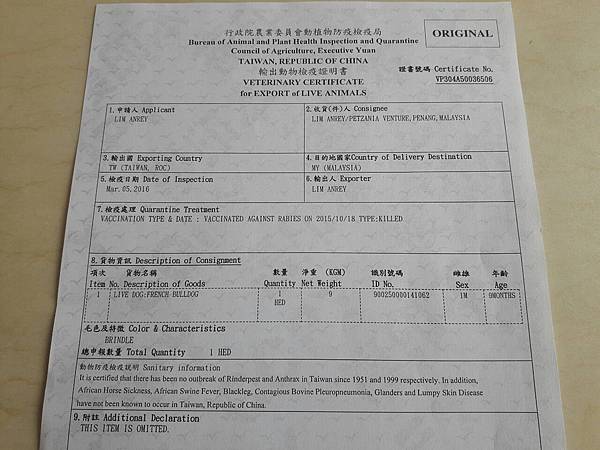 行政院農業委員會動植物防疫檢疫局
Bureau of Animal and Plant Health Inspection and Quarantine
Council of Agriculture, Executive Yuan
TAIWAN, REPUBLIC OF CHINA
輸出動物檢疫證明書
VETERINARY CERTIFICATE
for EXPORT of LIVE ANIMALS
ORIGINAL
證書號碼 Certificate No.
VP304A50036506
1.申請人 Applicant
LIM ANREY
2.收貨(件)人 Consignee
LIM ANREY/PETZANIA VENTURE,PENANG,MALAYSIA
3.輸出國 Exporting Country
TW (TAIWAN, ROC)
4.目的地國家Country of Delivery Destination
MY (MALAYSIA)
5.檢疫日期 Date of Inspection
Mar.05,2016
6.輸出人 Exporter
LIM ANREY
7.檢疫處理 Quarantine Treatment
VACCINATION TYPE & DATE : VACCINATED AGAINST RABIES ON 2015/10/18 TYPE:KILLED
8.貨物資訊 Description of Consignment
項次 貨物名稱 數量 淨重 (KGM) 識別號碼 雌雄 年齡
Item No. Description of Goods Quantity Net Weight ID No. Sex Age
1 LIVE DOG:FRENCH BULLDOG 1 9 900250000141062 1M 9MONTHS
HED
毛色及特徵 Color & Characteristics
BRINDLE
總申報數量 Total Quantity 1 HED
動物防疫檢疫說明 Sanitary information
It is certified that there has been no outbreak of Rinderpest and Anthrax in Taiwan since 1951 and 1999 respectively. In addition,
African Horse Sickness, African Swine Fever, Blackleg, Contagious Bovine Pleuropneumonia, Glanders and Lumpy Skin Disease
have not been known to occur in Taiwan, Republic of China.
9.附註 Additional Declaration
THIS ITEM IS OMITTED.